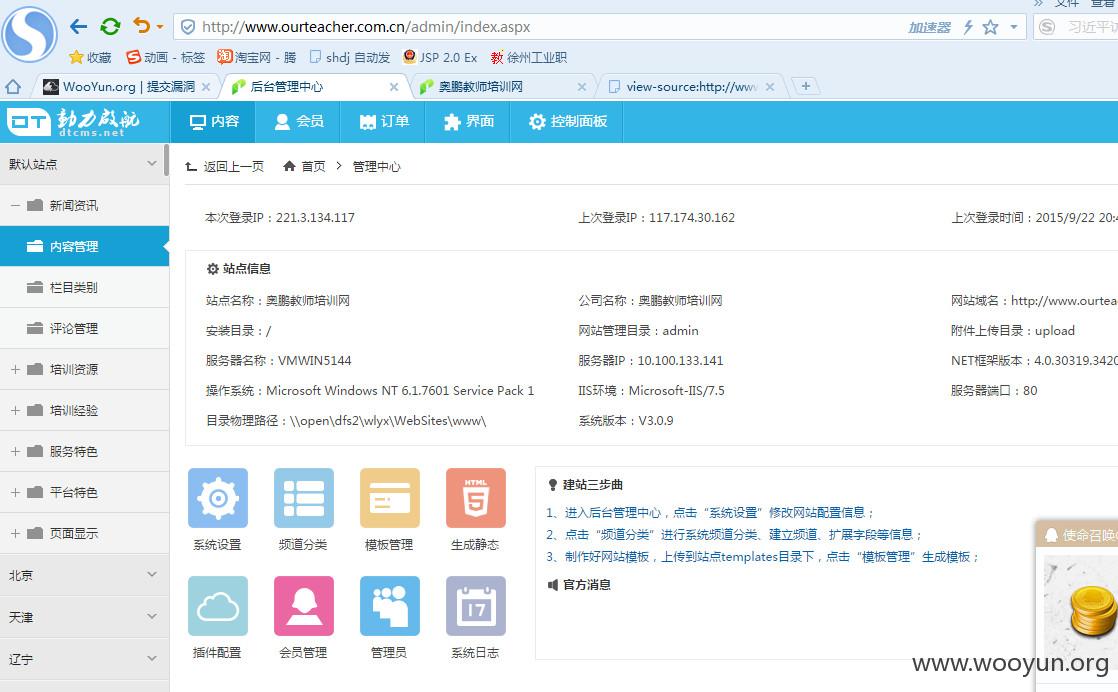 文件 查看
http://www.ourteacher.com.cn/admin/index.aspx 加速器 习近平访
收藏 动画 - 标签 淘宝网 - 腾 shdj 自动发 JSP 2.0 Ex 徐州工业职
WooYun.org | 提交漏洞 后台管理中心 奥鹏教师培训网 view-source:http://ww
动力启航 dtcms.net 内容 会员 订单 界面 控制面板
默认站点
新闻资讯
内容管理
栏目类别
评论管理
培训资源
培训经验
服务特色
平台特色
页面显示
北京
天津
辽宁
返回上一页 首页 > 管理中心
本次登录IP：221.3.134.117 上次登录IP：117.174.30.162 上次登录时间：2015/9/22 20:4
站点信息
站点名称：奥鹏教师培训网 公司名称：奥鹏教师培训网 网站域名：http://www.ourtea
安装目录：/ 网站管理目录：admin 附件上传目录：upload
服务器名称：VMWIN5144 服务器IP：10.100.133.141 NET框架版本：4.0.30319.3420
操作系统：Microsoft Windows NT 6.1.7601 Service Pack 1 IIS环境：Microsoft-IIS/7.5 服务器端口：80
目录物理路径：\\open\dfs2\wlyx\WebSites\www\ 系统版本：V3.0.9
系统设置 频道分类 模板管理 HTML 5 生成静态
插件配置 会员管理 管理员 17 系统日志
建站三步曲
1、进入后台管理中心，点击“系统设置”修改网站配置信息；
2、点击“频道分类”进行系统频道分类、建立频道、扩展字段等信息；
3、制作好网站模板，上传到站点templates目录下，点击“模板管理”生成模板；
官方消息
使命召唤
www.wooyun.org